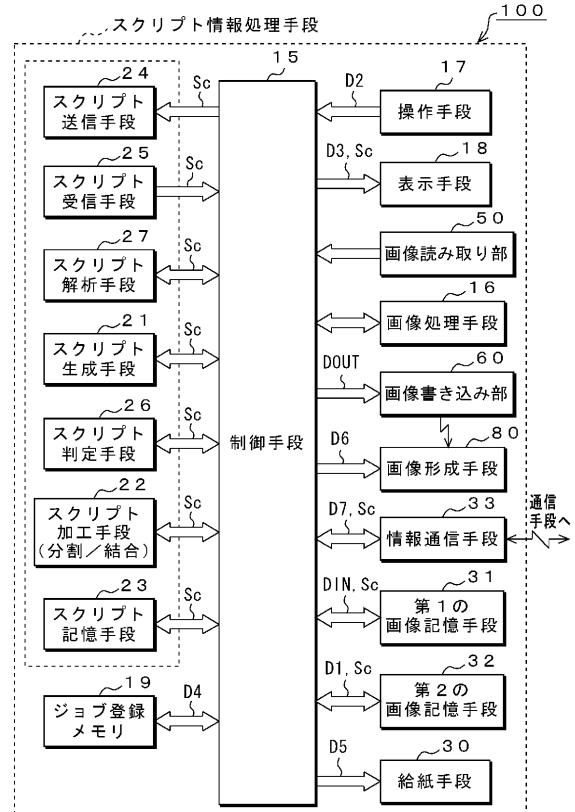 100
スクリプト情報処理手段
24
スクリプト
送信手段
Sc
25
スクリプト
受信手段
Sc
27
スクリプト
解析手段
Sc
21
スクリプト
生成手段
Sc
26
スクリプト
判定手段
Sc
22
スクリプト
加工手段
(分割/結合)
Sc
23
スクリプト
記憶手段
Sc
19
ジョブ登録
メモリ
D4
15
制御手段
17
D2
操作手段
18
D3, Sc
表示手段
50
画像読み取り部
16
画像処理手段
60
DOUT
画像書き込み部
80
D6
画像形成手段
33
D7, Sc
情報通信手段
通信
手段へ
31
DIN, Sc
第1の
画像記憶手段
32
D1, Sc
第2の
画像記憶手段
30
D5
給紙手段